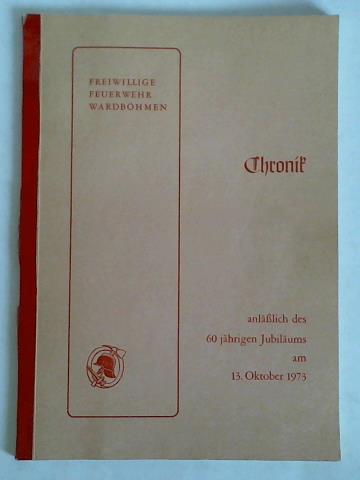 FREIWILLIGE
FEUERWEHR
WARDBÖHMEN
Chronik
anläßlich des
60 jährigen Jubiläums
am
13. Oktober 1973